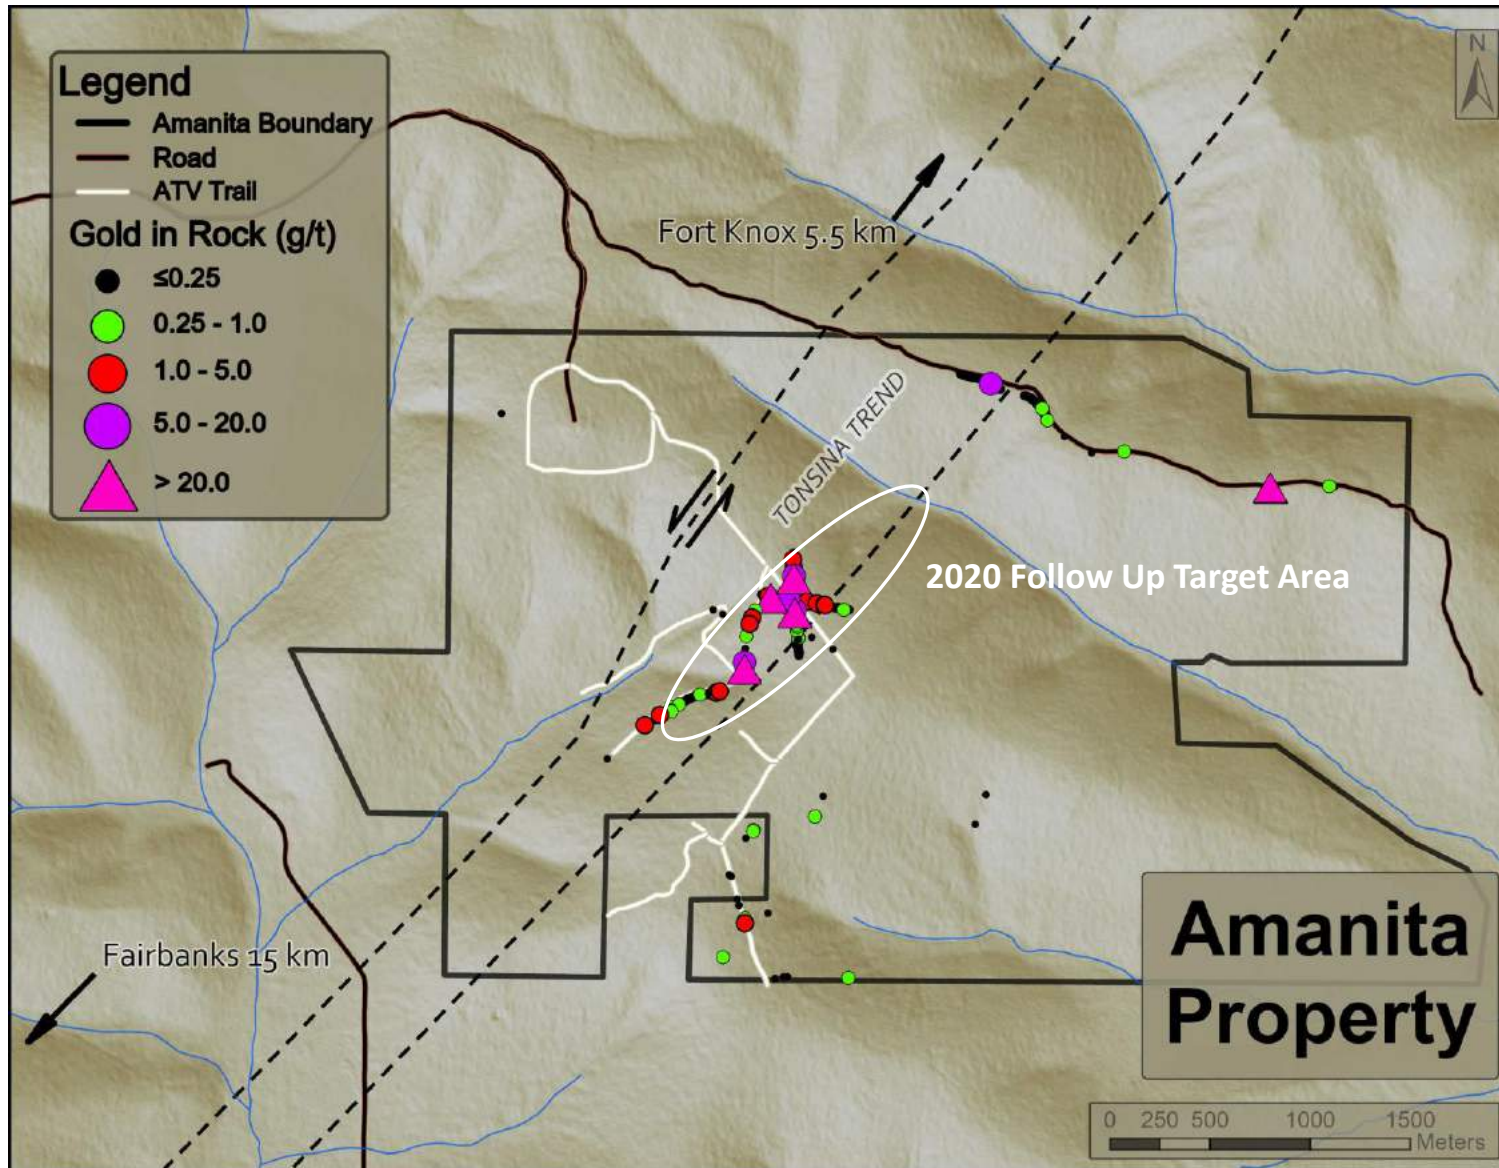 Legend
Amanita Boundary
Road
ATV Trail
Gold in Rock (g/t)
≤0.25
0.25 - 1.0
1.0 - 5.0
5.0 - 20.0
> 20.0
N
Fort Knox 5.5 km
TONSINA TREND
2020 Follow Up Target Area
Fairbanks 15 km
Amanita
Property
0 250 500 1000 1500
Meters